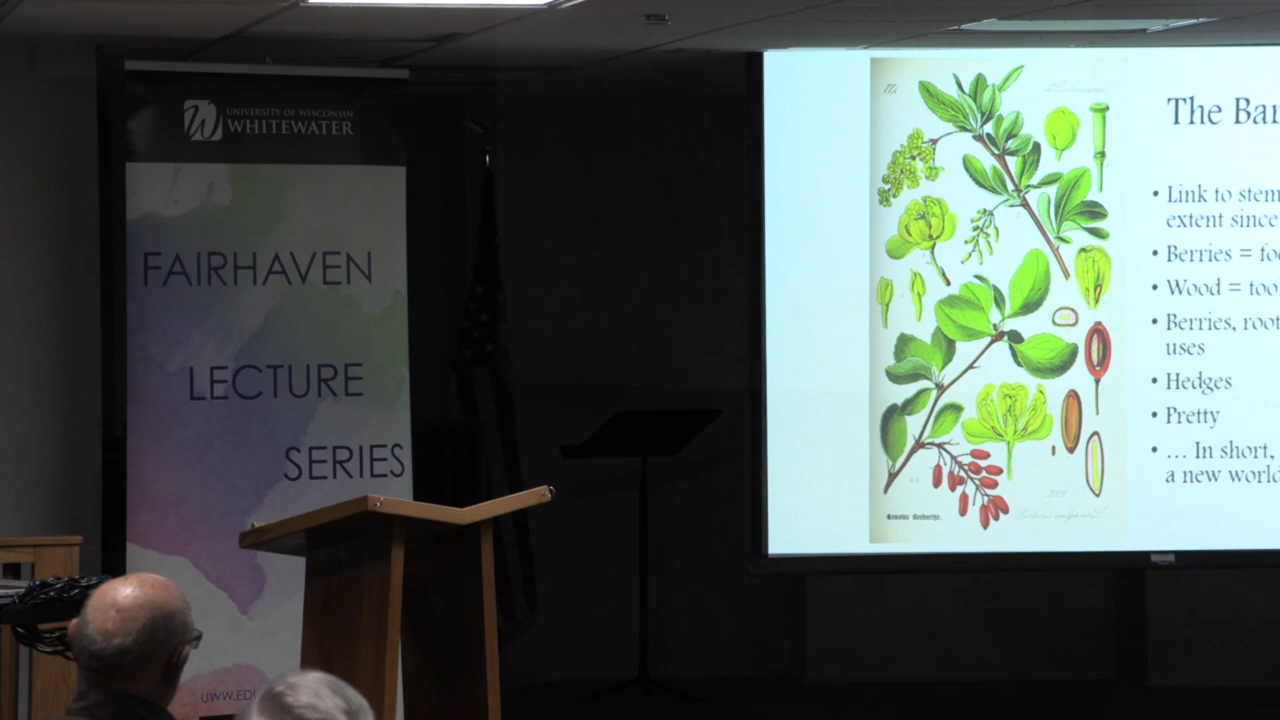 UNIVERSITY OF WISCONSIN
WHITEWATER
FAIRHAVEN
LECTURE
SERIES
UWW.EDU
The Bar
• Link to stem
extent since
• Berries = fo
• Wood = too
• Berries, root
uses
• Hedges
• Pretty
• … In short,
a new world